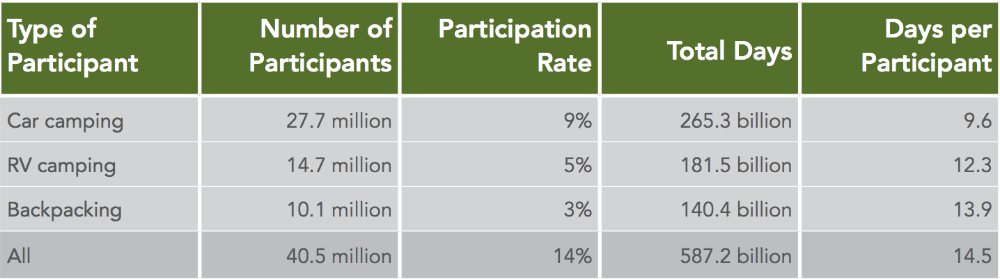 Type of Participant Number of Participants Participation Rate Total Days Days per Participant
Car camping 27.7 million 9% 265.3 billion 9.6
RV camping 14.7 million 5% 181.5 billion 12.3
Backpacking 10.1 million 3% 140.4 billion 13.9
All 40.5 million 14% 587.2 billion 14.5